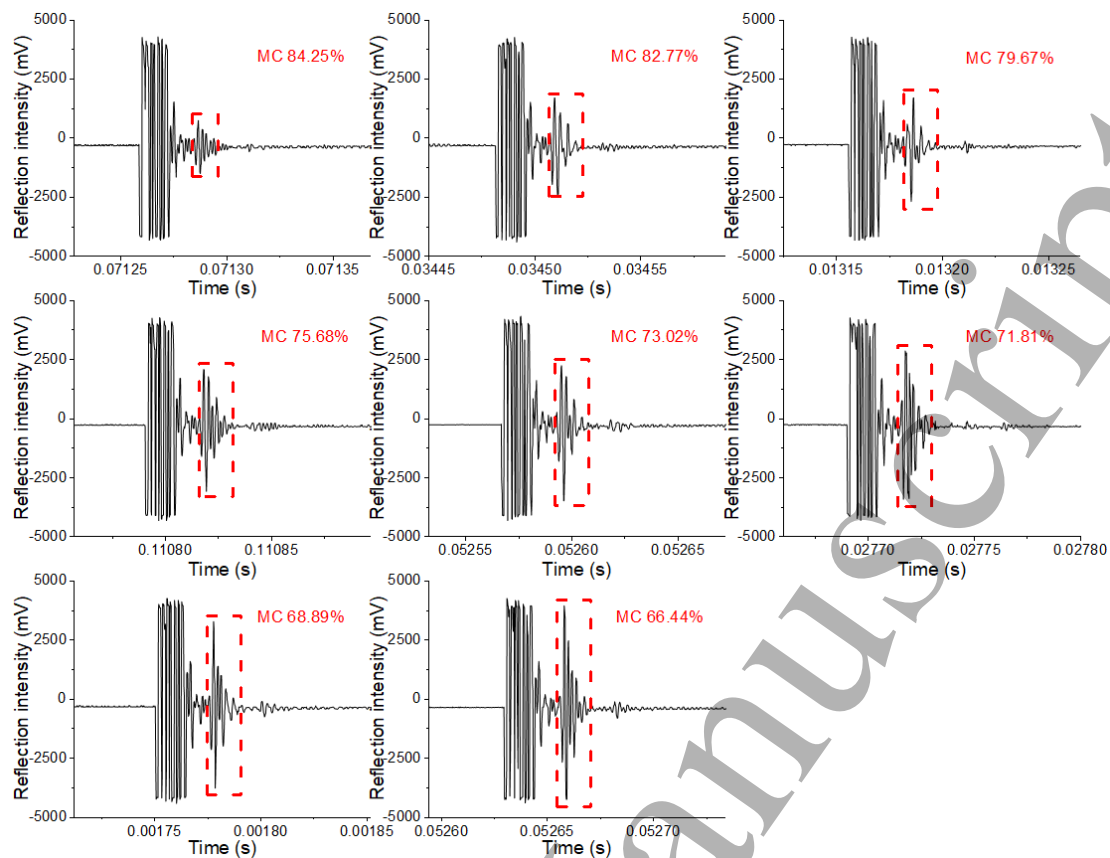 MC 84.25%
Reflection intensity (mV)
5000
2500
0
-2500
-5000
0.07125 0.07130 0.07135
Time (s)
MC 82.77%
Reflection intensity (mV)
5000
2500
0
-2500
-5000
0.03445 0.03450 0.03455
Time (s)
MC 79.67%
Reflection intensity (mV)
5000
2500
0
-2500
-5000
0.01315 0.01320 0.01325
Time (s)
MC 75.68%
Reflection intensity (mV)
5000
2500
0
-2500
-5000
0.11080 0.11085
Time (s)
MC 73.02%
Reflection intensity (mV)
5000
2500
0
-2500
-5000
0.05255 0.05260 0.05265
Time (s)
MC 71.81%
Reflection intensity (mV)
5000
2500
0
-2500
-5000
0.02770 0.02775 0.02780
Time (s)
MC 68.89%
Reflection intensity (mV)
5000
2500
0
-2500
-5000
0.00175 0.00180 0.00185
Time (s)
MC 66.44%
Reflection intensity (mV)
5000
2500
0
-2500
-5000
0.05260 0.05265 0.05270
Time (s)
anuscrip